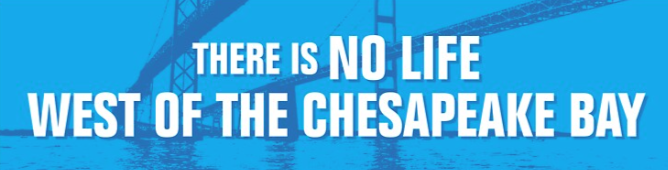 THERE IS NO LIFE
WEST OF THE CHESAPEAKE BAY